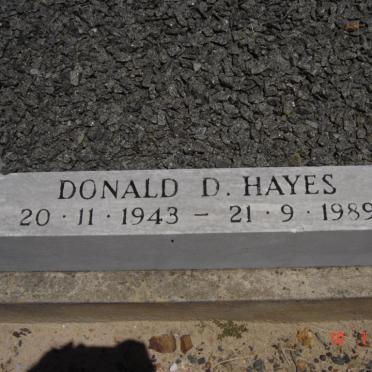 DONALD D. HAYES
20 · 11 · 1943 – 21 · 9 · 1989